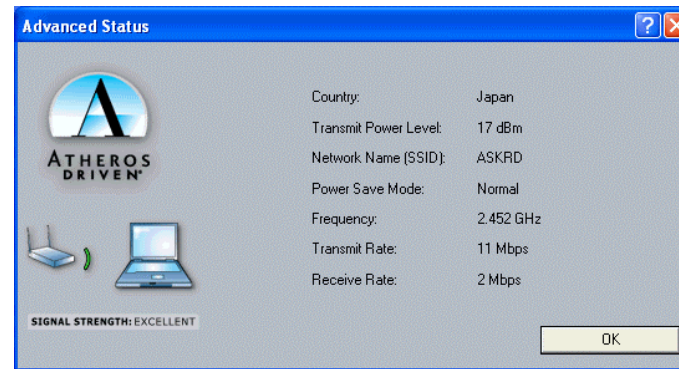 Advanced Status
ATHEROS
DRIVEN
Country: Japan
Transmit Power Level: 17 dBm
Network Name (SSID): ASKRD
Power Save Mode: Normal
Frequency: 2.452 GHz
Transmit Rate: 11 Mbps
Receive Rate: 2 Mbps
SIGNAL STRENGTH: EXCELLENT
OK